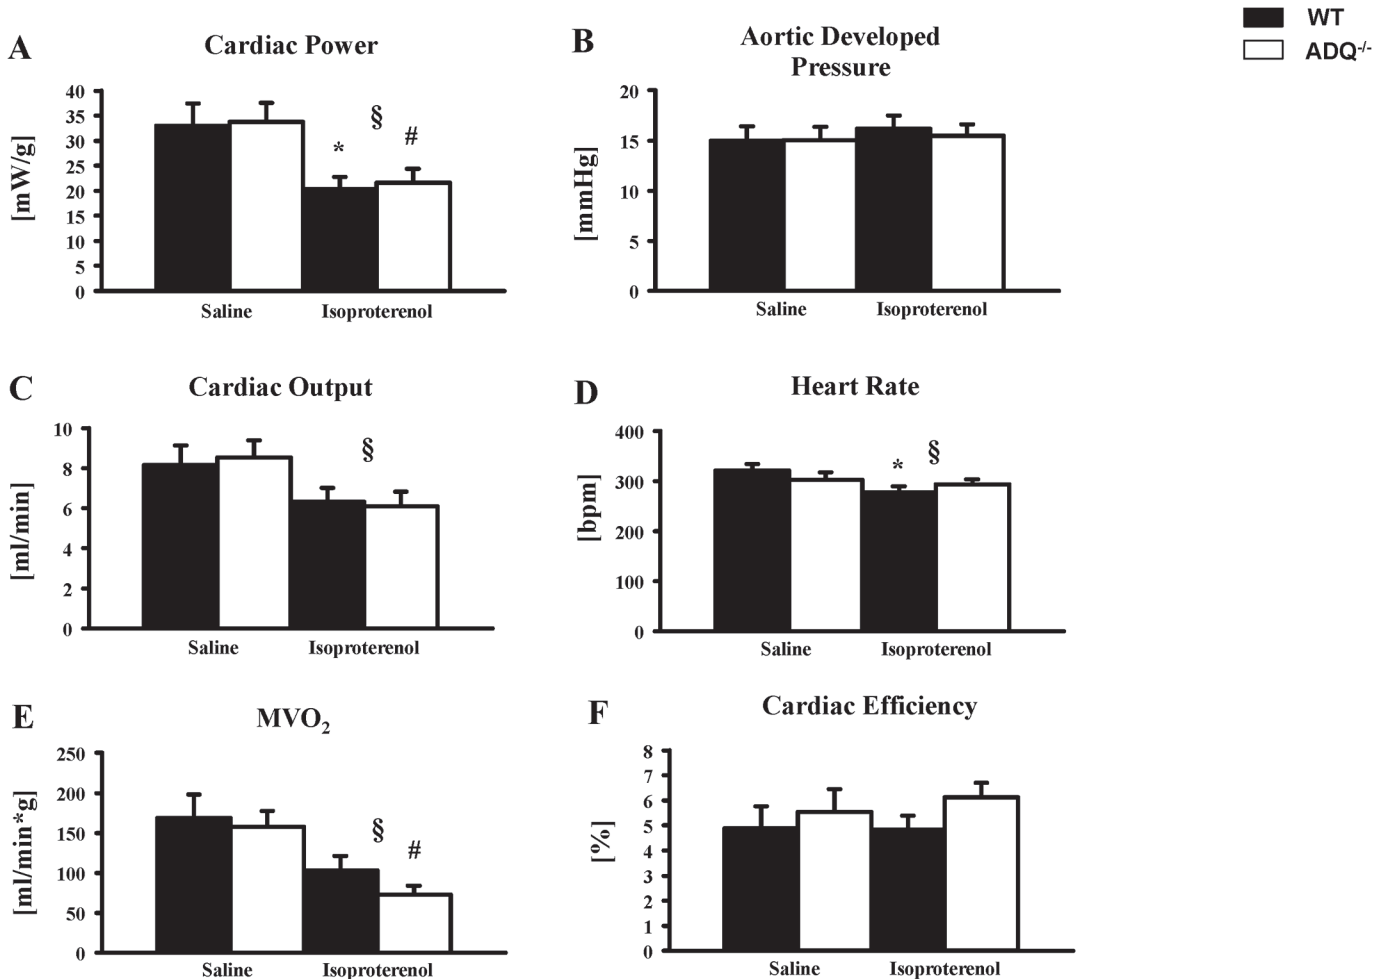 WT
ADQ-/-
A
Cardiac Power
[mW/g]
40
35
30
25
20
15
10
5
0
*
§
#
Saline
Isoproterenol
B
Aortic Developed
Pressure
[mmHg]
20
15
10
5
0
Saline
Isoproterenol
C
Cardiac Output
[ml/min]
10
8
6
4
2
0
§
Saline
Isoproterenol
D
Heart Rate
[bpm]
400
300
200
100
0
*
§
Saline
Isoproterenol
E
MVO₂
[ml/min*g]
250
200
150
100
50
0
§
#
Saline
Isoproterenol
F
Cardiac Efficiency
[%]
8
7
6
5
4
3
2
1
0
Saline
Isoproterenol